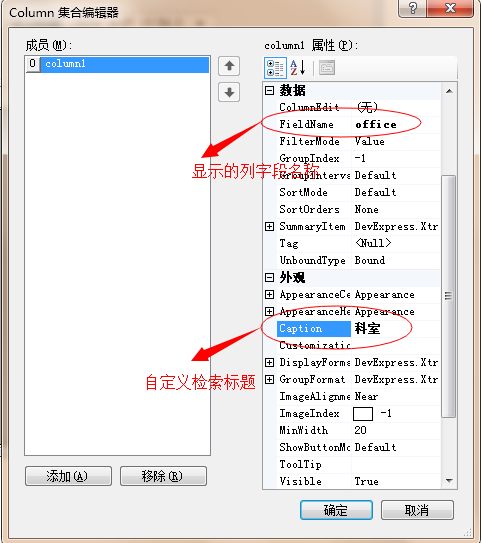 Column 集合编辑器
成员(M):
column1 属性(P):
0 column1
数据
ColumnEdit (无)
FieldName office
FilterMode Value
GroupIndex -1
显示的列字段名称
GroupInterva Default
SortMode Default
SortOrders None
SummaryItem DevExpress.Xtr
Tag <Null>
UnboundType Bound
外观
AppearanceCe Appearance
AppearanceHe Appearance
Caption 科室
Customizatio
自定义检索标题
DisplayForma DevExpress.Xtr
GroupFormat DevExpress.Xtr
ImageAlignme Near
ImageIndex -1
MinWidth 20
ShowButtonMo Default
ToolTip
Visible True
添加(A)
移除(R)
确定
取消